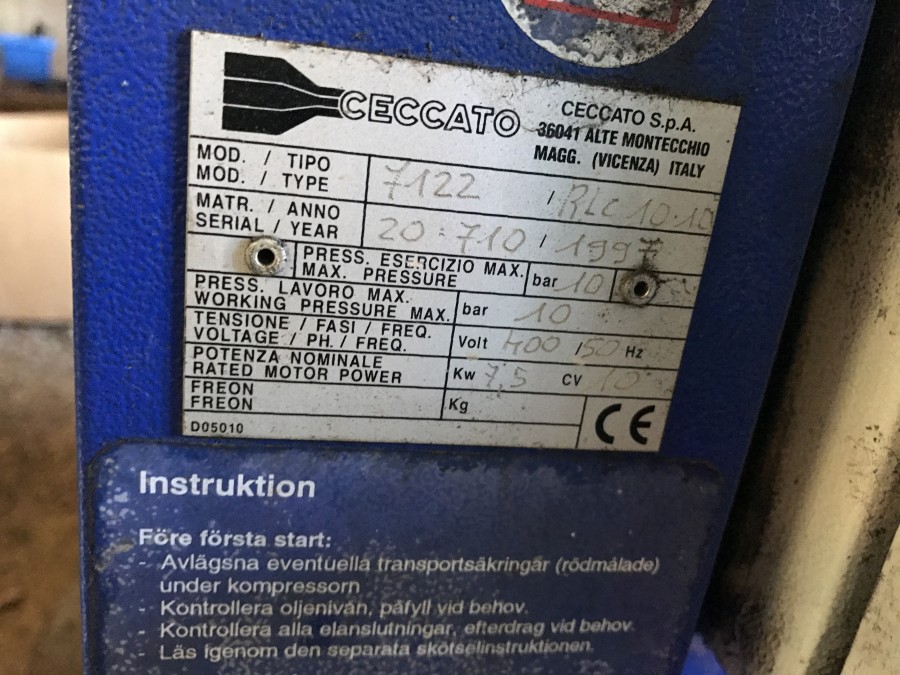 CECCATO
CECCATO S.p.A.
36041 ALTE MONTECCHIO
MAGG. (VICENZA) ITALY
MOD. / TIPO
MOD. / TYPE
7122 / RLC 10.10
MATR. / ANNO
SERIAL / YEAR
20:710 / 1997
PRESS. ESERCIZIO MAX.
MAX. PRESSURE
bar 10
PRESS. LAVORO MAX.
WORKING PRESSURE MAX.
bar 10
TENSIONE / FASI / FREQ.
VOLTAGE / PH. / FREQ.
Volt 400 /50 Hz
POTENZA NOMINALE
RATED MOTOR POWER
Kw 7,5 CV 10
FREON
FREON
Kg
CE
D05010
Instruktion
Före första start:
- Avlägsna eventuella transportsäkringar (rödmålade)
under kompressorn
- Kontrollera oljenivån, påfyll vid behov.
- Kontrollera alla elanslutningar, efterdrag vid behov.
- Läs igenom den separata skötselinstruktionen.